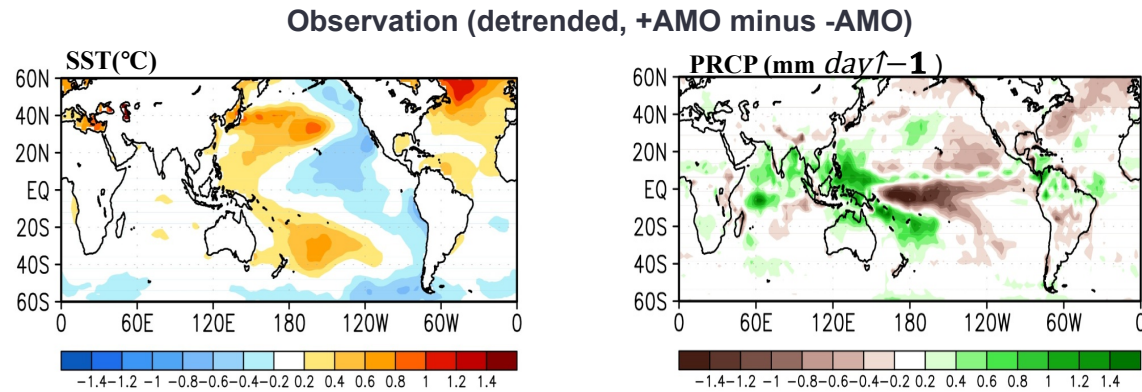 Observation (detrended, +AMO minus -AMO)
SST(℃)
PRCP (mm day↑−1 )
60N
40N
20N
EQ
20S
40S
60S
0 60E 120E 180 120W 60W 0
-1.4 -1.2 -1 -0.8 -0.6 -0.4 -0.2 0.2 0.4 0.6 0.8 1 1.2 1.4
60N
40N
20N
EQ
20S
40S
60S
0 60E 120E 180 120W 60W 0
-1.4 -1.2 -1 -0.8 -0.6 -0.4 -0.2 0.2 0.4 0.6 0.8 1.2 1.4